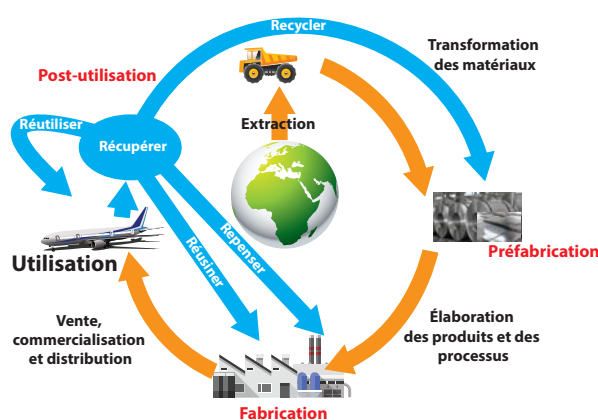 Recycler
Transformation
des matériaux
Post-utilisation
Réutiliser
Récupérer
Extraction
Préfabrication
Utilisation
Réusiner
Repenser
Vente,
commercialisation
et distribution
Élaboration
des produits et des
processus
Fabrication